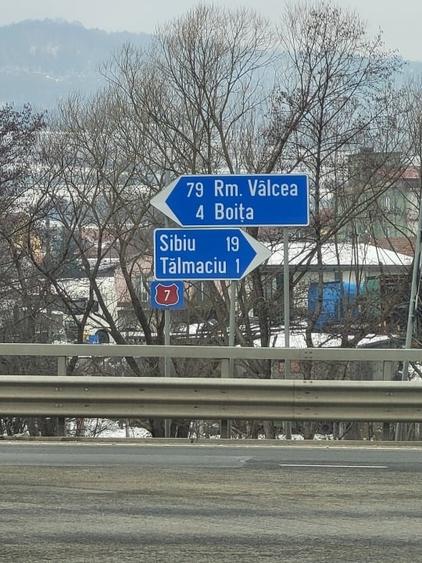 79 Rm. Vâlcea
4 Boița
Sibiu 19
Tălmaciu 1
7